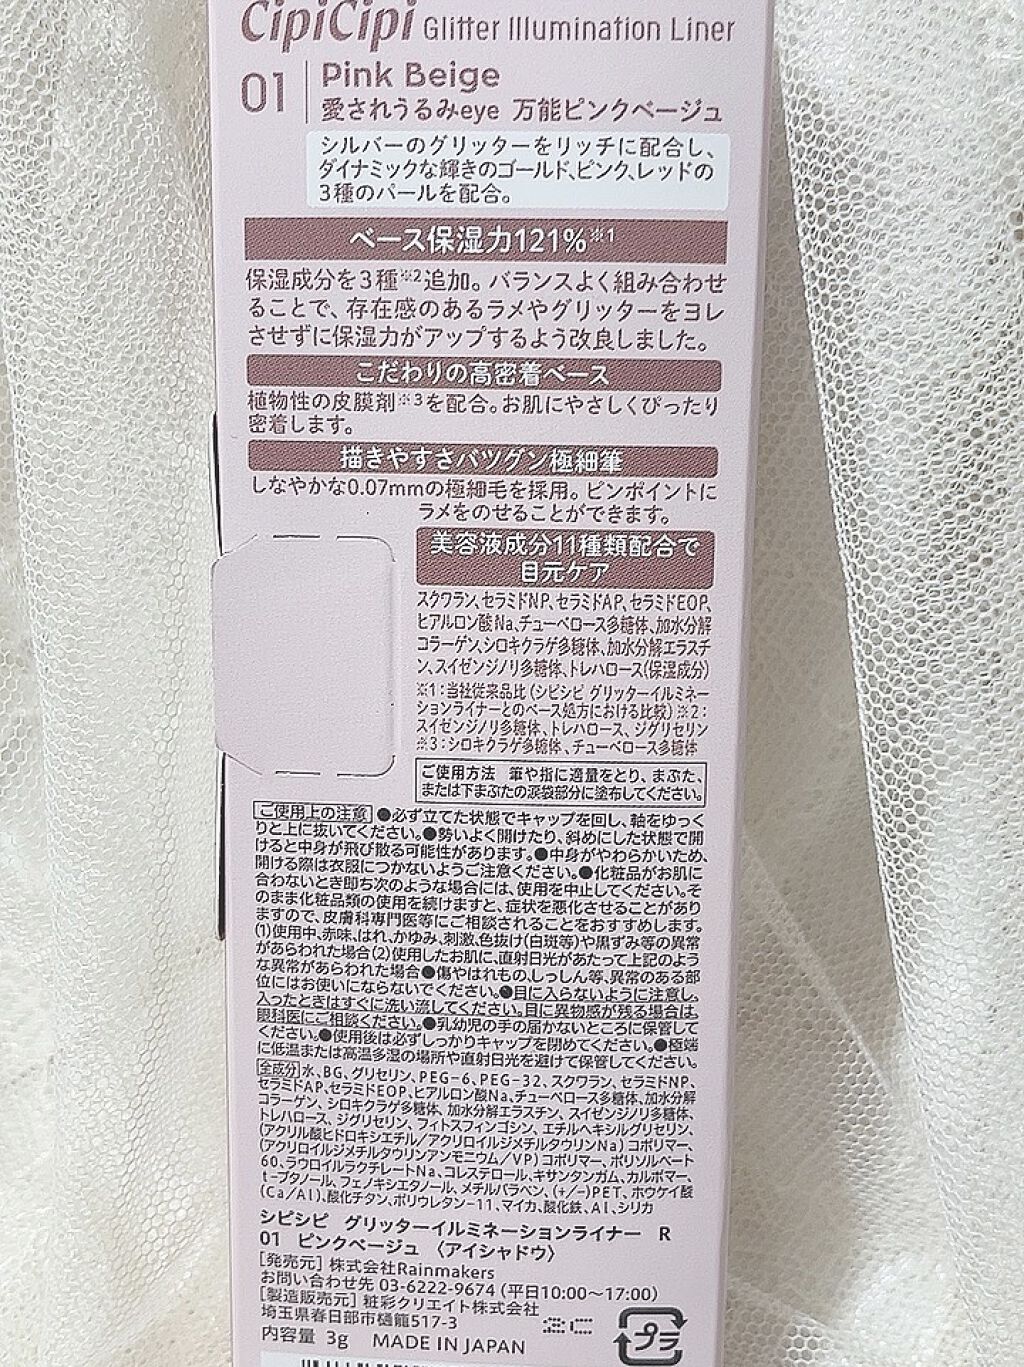 CipiCipi Glitter Illumination Liner
01 Pink Beige
愛されうるみeye 万能ピンクベージュ
シルバーのグリッターをリッチに配合し、
ダイナミックな輝きのゴールド、ピンク、レッドの
3種のパールを配合。
ベース保湿力121%※1
保湿成分を3種※2追加。バランスよく組み合わせ
ることで、存在感のあるラメやグリッターをヨレ
させずに保湿力がアップするよう改良しました。
こだわりの高密着ベース
植物性の皮膜剤※3を配合。お肌にやさしくぴったり
密着します。
描きやすさバツグン極細筆
しなやかな0.07mmの極細毛を採用。ピンポイントに
ラメをのせることができます。
美容液成分11種類配合で
目元ケア
スクワラン、セラミドNP、セラミドAP、セラミドEOP、
ヒアルロン酸Na、チューベロース多糖体、加水分解
コラーゲン、シロキクラゲ多糖体、加水分解エラスチ
ン、スイゼンジノリ多糖体、トレハロース(保湿成分)
※1:当社従来品比(シピシピ グリッターイルミネー
ションライナーとのベース処方における比較)※2:
スイゼンジノリ多糖体、トレハロース、ジグリセリン
※3:シロキクラゲ多糖体、チューベロース多糖体
ご使用方法 筆や指に適量をとり、まぶた、
または下まぶたの涙袋部分に塗布してください。
ご使用上の注意 ●必ず立てた状態でキャップを回し、軸をゆっく
りと上に抜いてください。●勢いよく開けたり、斜めにした状態で開
けると中身が飛び散る可能性があります。●中身がやわらかいため、
開ける際は衣服につかないようご注意ください。●化粧品がお肌に
合わないとき即ち次のような場合には、使用を中止してください。そ
のまま化粧品類の使用を続けますと、症状を悪化させることがあり
ますので、皮膚科専門医等にご相談されることをおすすめします。
(1)使用中、赤味、はれ、かゆみ、刺激、色抜け(白斑等)や黒ずみ等の異常
があらわれた場合(2)使用したお肌に、直射日光があたって上記のよう
な異常があらわれた場合●傷やはれもの、しっしん等、異常のある部
位にはお使いにならないでください。●目に入らないように注意し、
入ったときはすぐに洗い流してください。目に異物感が残る場合は、
眼科医にご相談ください。●乳幼児の手の届かないところに保管して
ください。●使用後は必ずしっかりキャップを閉めてください。●極端
に低温または高温多湿の場所や直射日光を避けて保管してください。
全成分 水、BG、グリセリン、PEG-6、PEG-32、スクワラン、セラミドNP、
セラミドAP、セラミドEOP、ヒアルロン酸Na、チューベロース多糖体、加水分解
コラーゲン、シロキクラゲ多糖体、加水分解エラスチン、スイゼンジノリ多糖体、
トレハロース、ジグリセリン、フィトスフィンゴシン、エチルヘキシルグリセリン、
(アクリル酸ヒドロキシエチル/アクリロイルジメチルタウリンNa)コポリマー、
(アクリロイルジメチルタウリンアンモニウム/VP)コポリマー、ポリソルベート
60、ラウロイルラクチレートNa、コレステロール、キサンタンガム、カルボマー、
t-ブタノール、フェノキシエタノール、メチルパラベン、(+/-)PET、ホウケイ酸
(Ca/Al)、酸化チタン、ポリウレタン-11、マイカ、酸化鉄、Al、シリカ
シピシピ グリッターイルミネーションライナー R
01 ピンクベージュ 〈アイシャドウ〉
[発売元] 株式会社Rainmakers
お問い合わせ先 03-6222-9674 (平日10:00〜17:00)
[製造販売元] 粧彩クリエイト株式会社
埼玉県春日部市樋籠517-3
内容量 3g MADE IN JAPAN
プラ